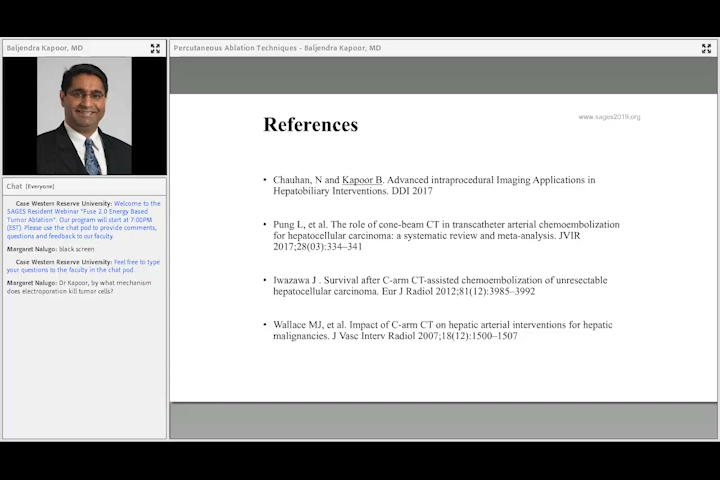 Baljendra Kapoor, MD
Percutaneous Ablation Techniques - Baljendra Kapoor, MD
www.sages2019.org
References
• Chauhan, N and Kapoor B. Advanced intraprocedural Imaging Applications in
Hepatobiliary Interventions. DDI 2017
• Pung L, et al. The role of cone-beam CT in transcatheter arterial chemoembolization
for hepatocellular carcinoma: a systematic review and meta-analysis. JVIR
2017;28(03):334–341
• Iwazawa J . Survival after C-arm CT-assisted chemoembolization of unresectable
hepatocellular carcinoma. Eur J Radiol 2012;81(12):3985–3992
• Wallace MJ, et al. Impact of C-arm CT on hepatic arterial interventions for hepatic
malignancies. J Vasc Interv Radiol 2007;18(12):1500–1507
Chat (Everyone)
Case Western Reserve University: Welcome to the
SAGES Resident Webinar "Fuse 2.0 Energy Based
Tumor Ablation". Our program will start at 7:00PM
(EST). Please use the chat pod to provide comments,
questions and feedback to our faculty.
Margaret Nalugo: black screen
Case Western Reserve University: Feel free to type
your questions to the faculty in the chat pod.
Margaret Nalugo: Dr Kapoor, by what mechanism
does electroporation kill tumor cells?